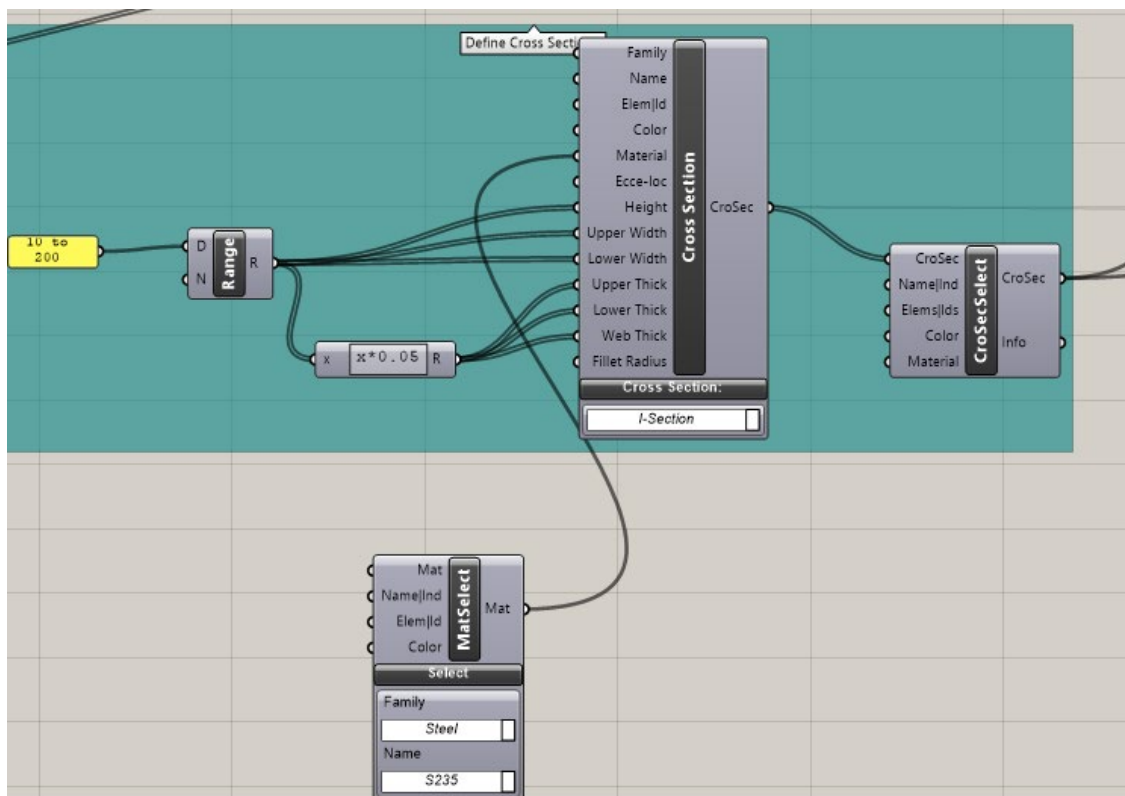 Define Cross Secti
Family
Name
Elem|Id
Color
Material
Ecce-loc
Height
Upper Width
Lower Width
Upper Thick
Lower Thick
Web Thick
Fillet Radius
Cross Section
CroSec
Cross Section:
I-Section
10 to
200
D
N
Range
R
x
x*0.05
R
CroSec
Name|Ind
Elems|Ids
Color
Material
CroSecSelect
CroSec
Info
Mat
Name|Ind
Elem|Id
Color
MatSelect
Mat
Select
Family
Steel
Name
S235